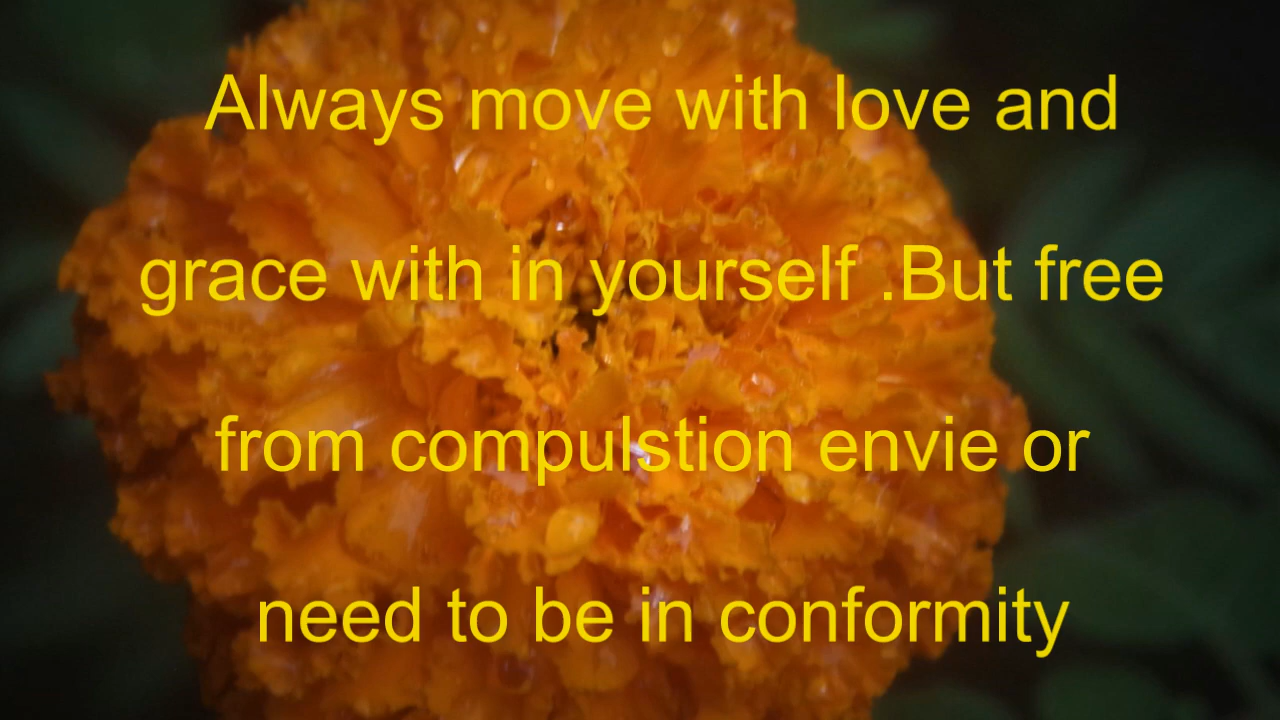 Always move with love and
grace with in yourself .But free
from compulstion envie or
need to be in conformity